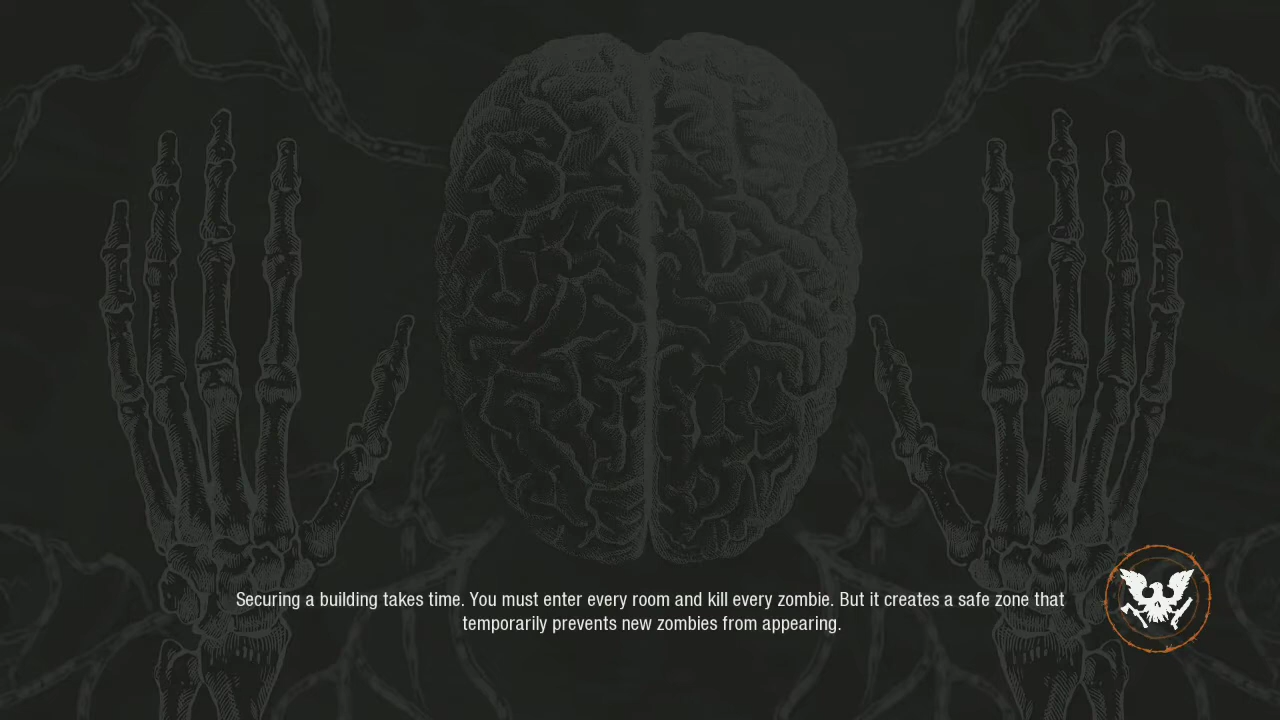 Securing a building takes time. You must enter every room and kill every zombie. But it creates a safe zone that
temporarily prevents new zombies from appearing.